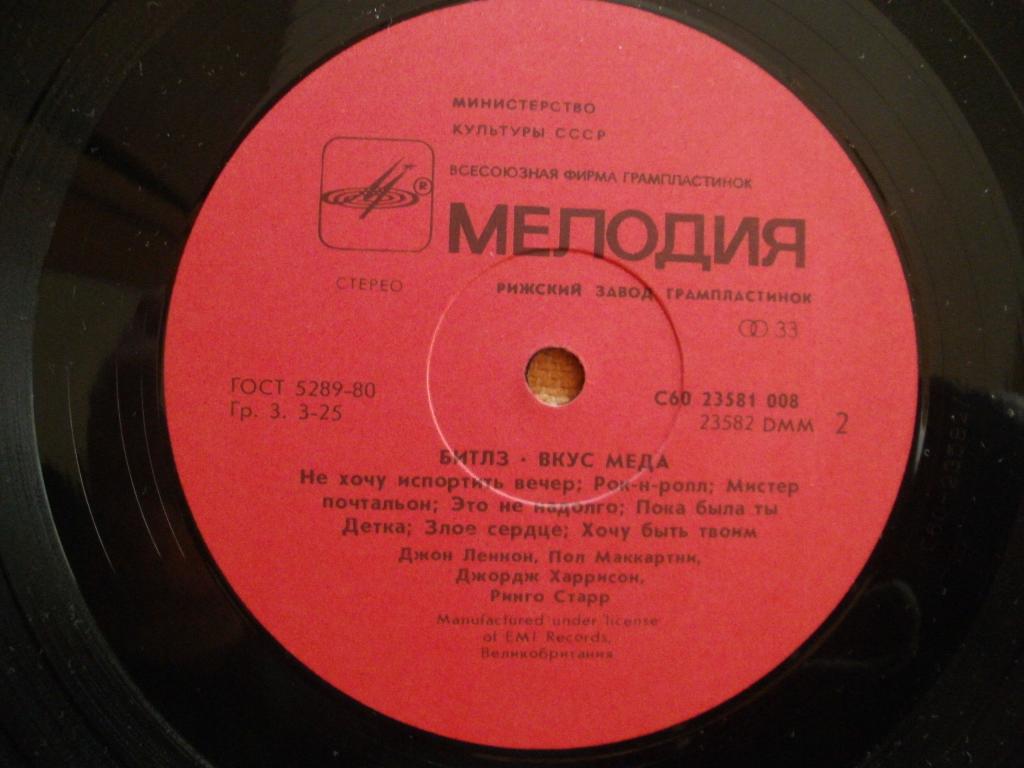 МИНИСТЕРСТВО
КУЛЬТУРЫ СССР
ВСЕСОЮЗНАЯ ФИРМА ГРАМПЛАСТИНОК
®
МЕЛОДИЯ
СТЕРЕО
РИЖСКИЙ ЗАВОД ГРАМПЛАСТИНОК
33
ГОСТ 5289-80
Гр. 3. 3-25
С60 23581 008
23582 DMM 2
БИТЛЗ · ВКУС МЕДА
Не хочу испортить вечер; Рок-н-ролл; Мистер
почтальон; Это не надолго; Пока была ты
Детка; Злое сердце; Хочу быть твоим
Джон Леннон, Пол Маккартни,
Джордж Харрисон,
Ринго Старр
Manufactured under license
of EMI Records,
Великобритания